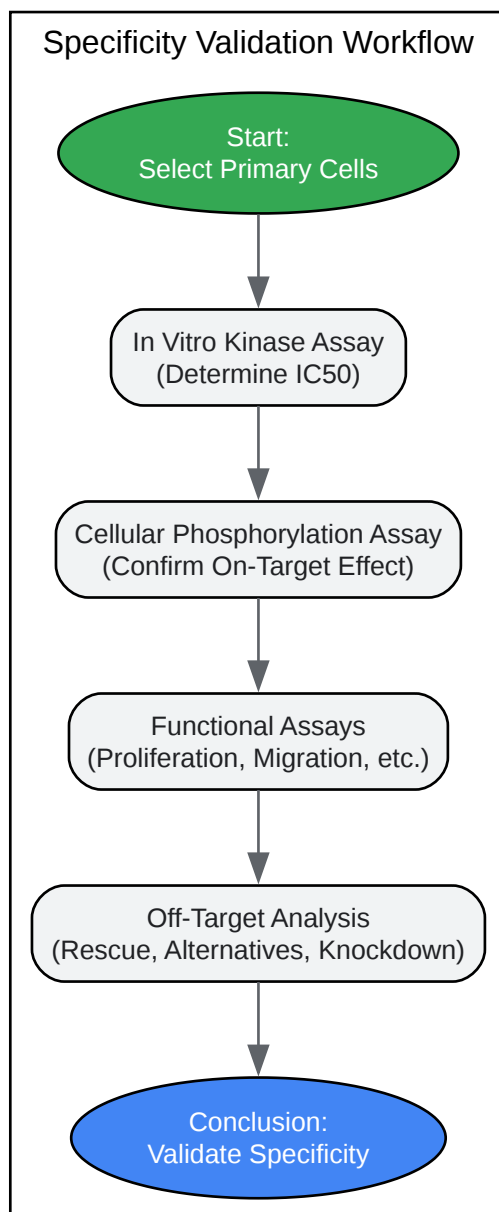 Specificity Validation Workflow
Start:
Select Primary Cells
In Vitro Kinase Assay
(Determine IC50)
Cellular Phosphorylation Assay
(Confirm On-Target Effect)
Functional Assays
(Proliferation, Migration, etc.)
Off-Target Analysis
(Rescue, Alternatives, Knockdown)
Conclusion:
Validate Specificity